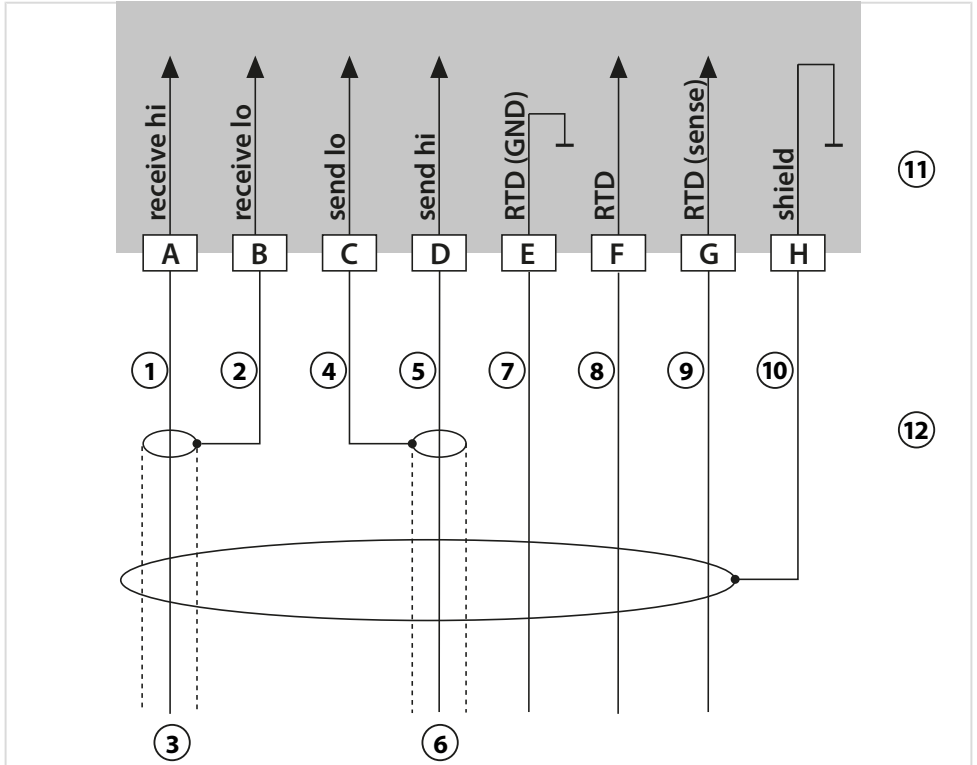 receive hi
receive lo
send lo
send hi
RTD (GND)
RTD
RTD (sense)
shield
11
A
B
C
D
E
F
G
H
1
2
4
5
7
8
9
10
12
3
6